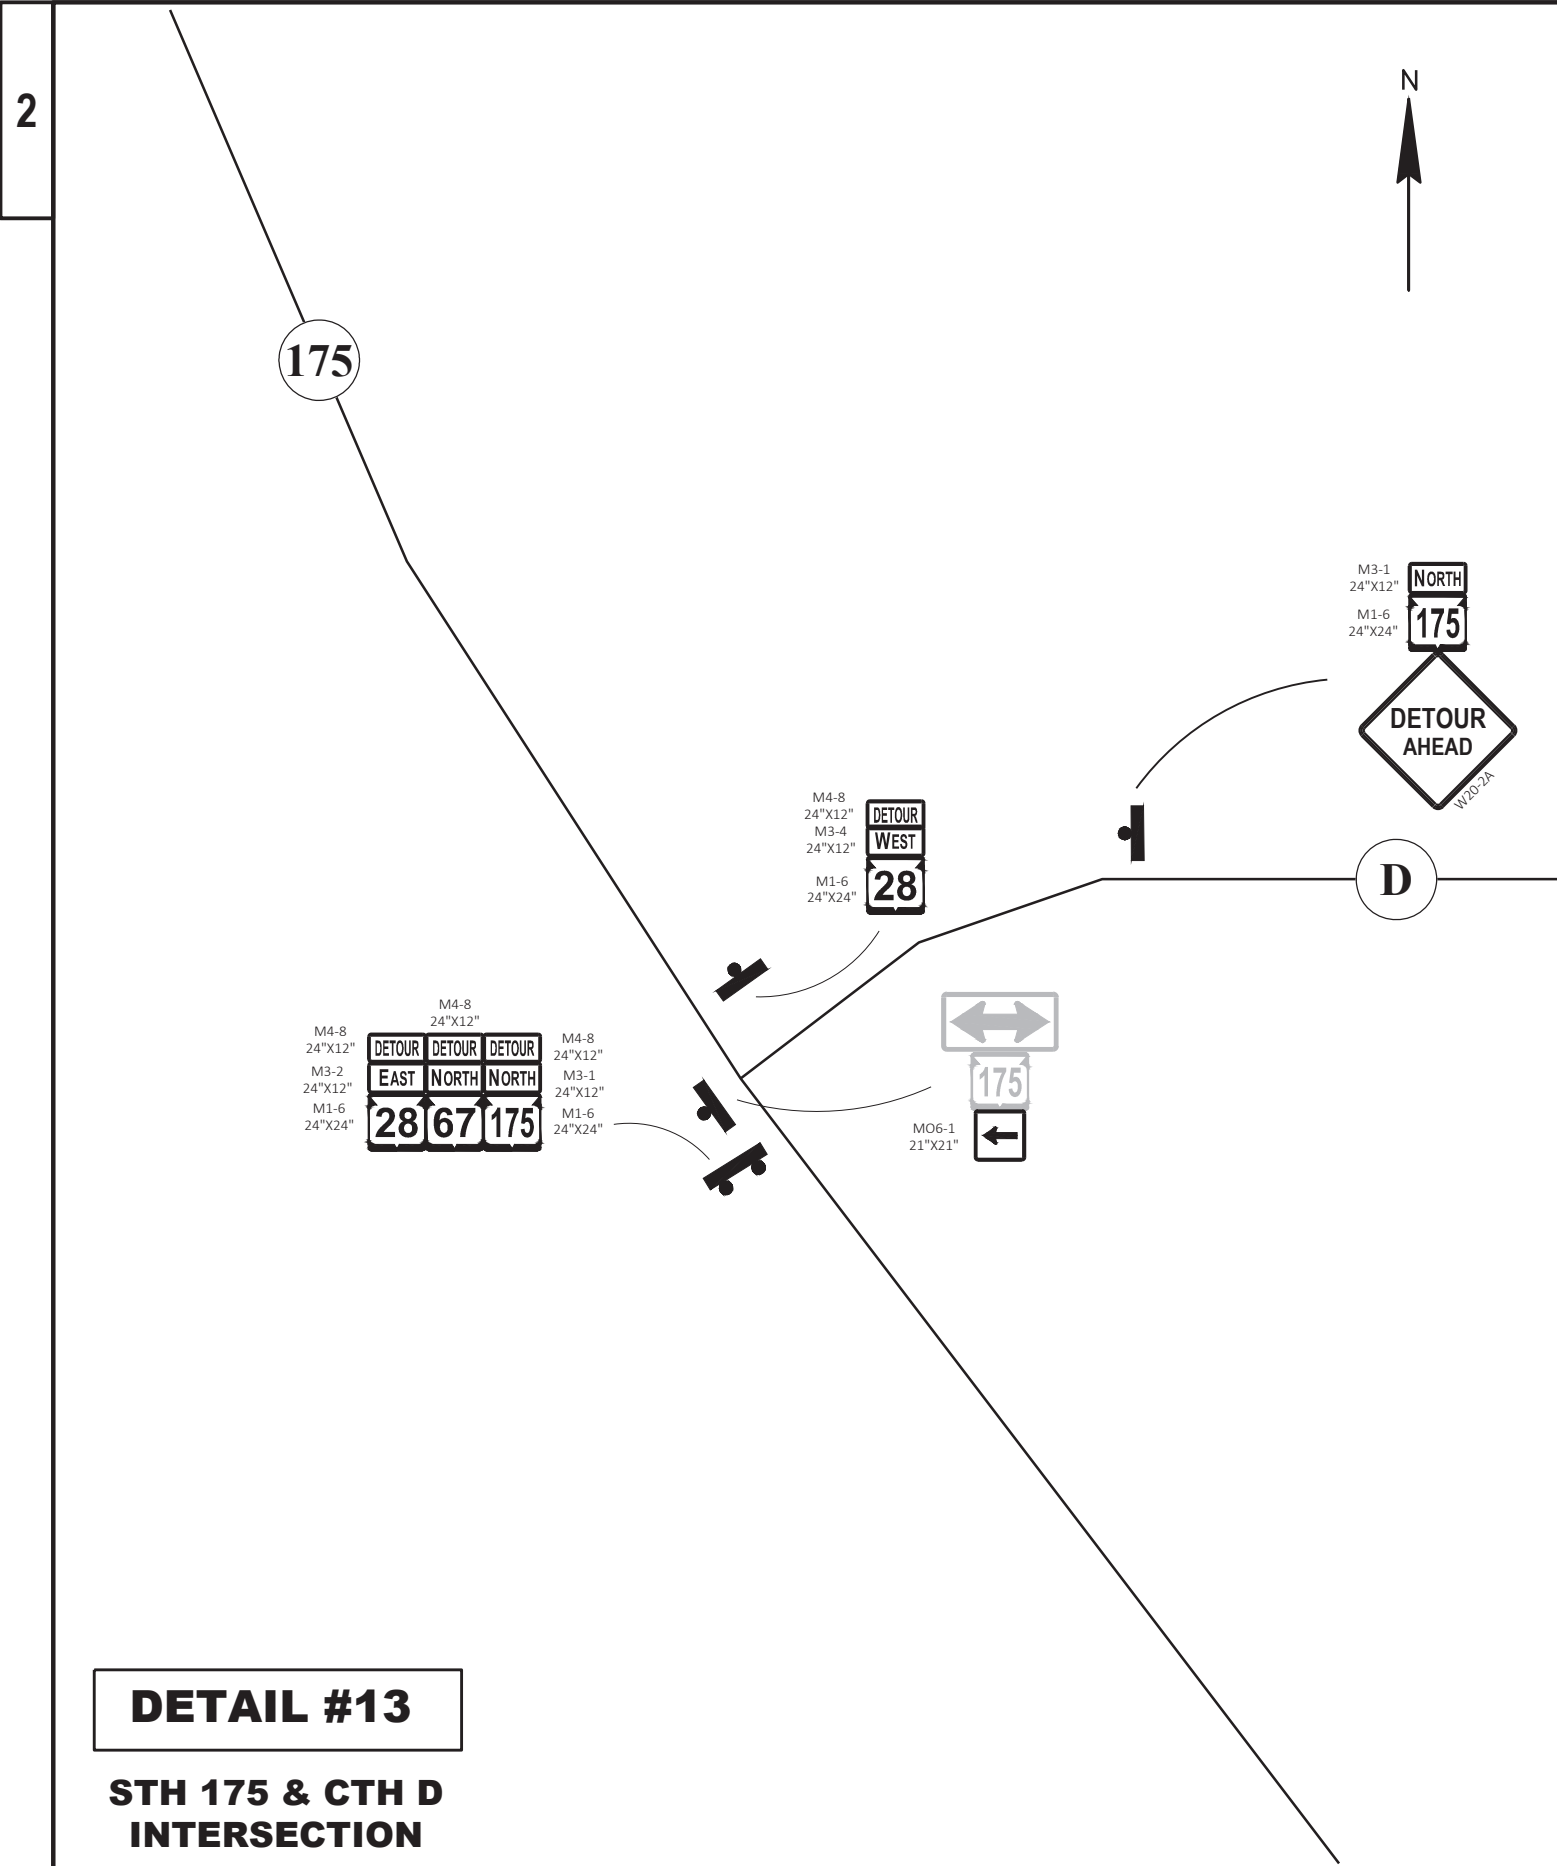 2
N
175
M3-1
24"X12"
NORTH
M1-6
24"X24"
175
DETOUR
AHEAD
W20-2A
D
M4-8
24"X12"
DETOUR
M3-4
24"X12"
WEST
M1-6
24"X24"
28
M4-8
24"X12"
M4-8
24"X12"
DETOUR DETOUR DETOUR
M4-8
24"X12"
M3-2
24"X12"
EAST NORTH NORTH
M3-1
24"X12"
M1-6
24"X24"
28 67 175
M1-6
24"X24"
175
MO6-1
21"X21"
DETAIL #13
STH 175 & CTH D
INTERSECTION